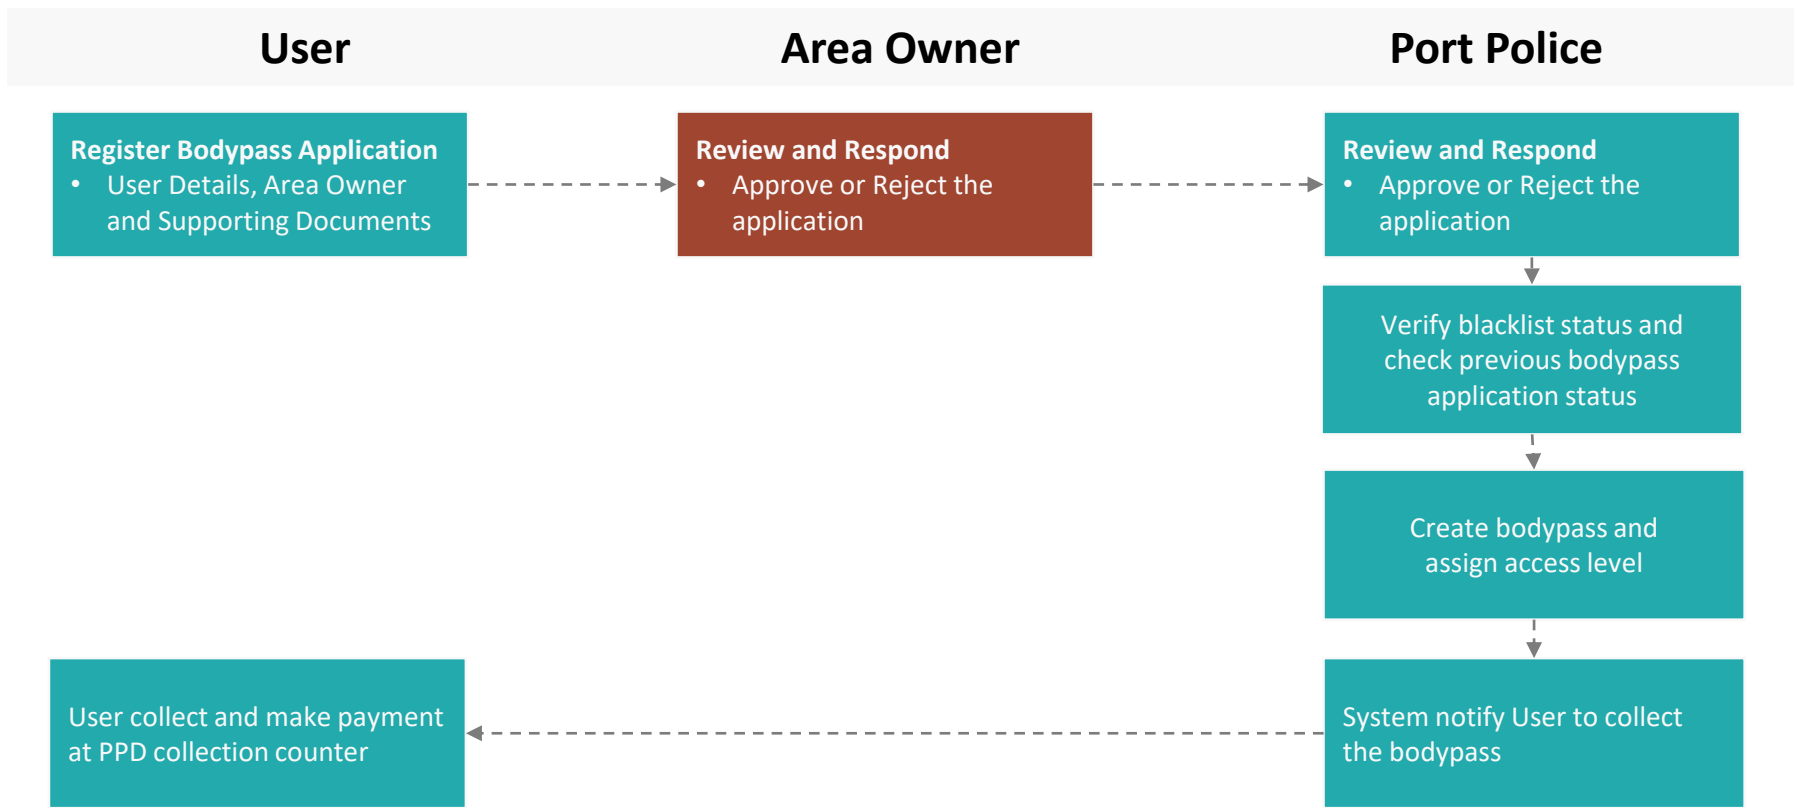 User
Area Owner
Port Police
Register Bodypass Application
• User Details, Area Owner
and Supporting Documents
Review and Respond
• Approve or Reject the
application
Review and Respond
• Approve or Reject the
application
Verify blacklist status and
check previous bodypass
application status
Create bodypass and
assign access level
System notify User to collect
the bodypass
User collect and make payment
at PPD collection counter